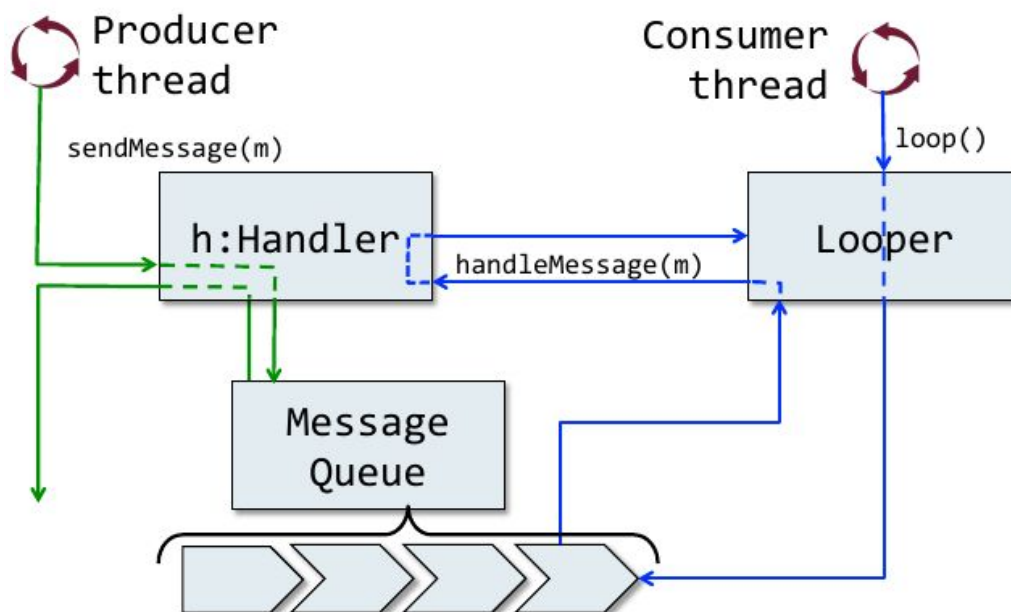 Producer
thread
Consumer
thread
sendMessage(m)
loop()
h:Handler
Looper
handleMessage(m)
Message
Queue